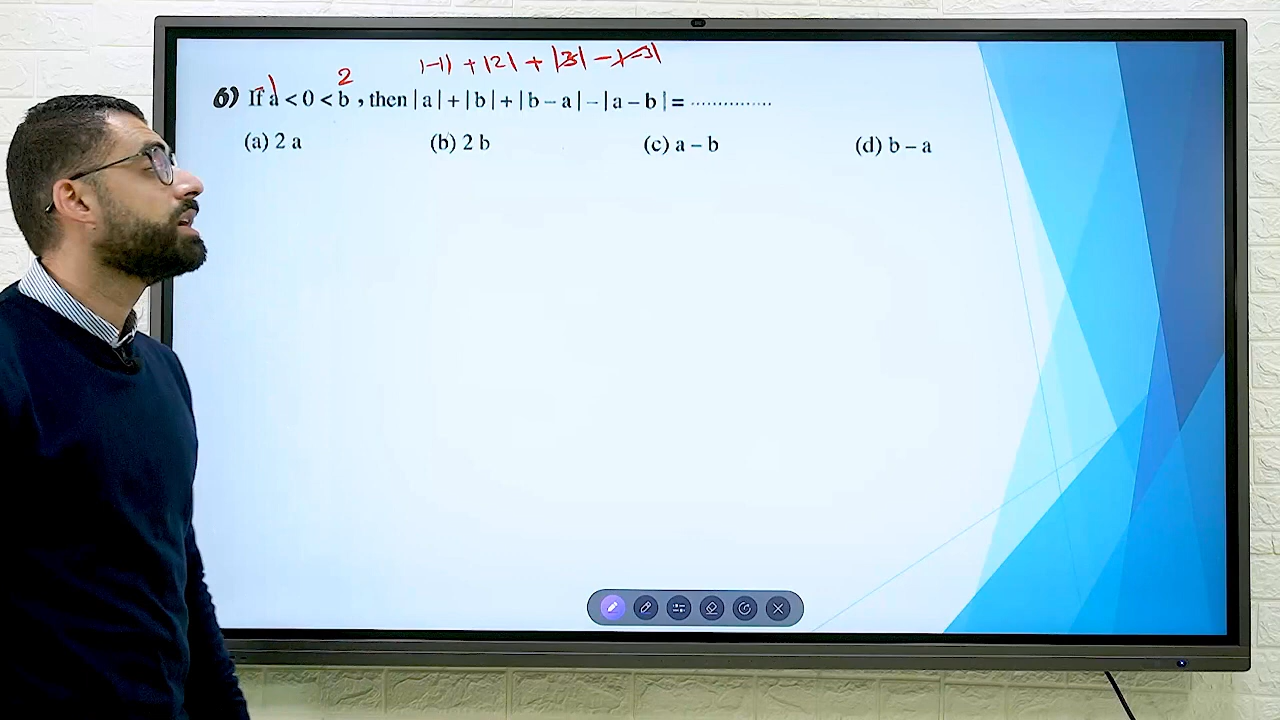 |-1| + |2| + |3| - |-3|
-1 2
6) If a < 0 < b , then | a | + | b | + | b – a | – | a – b | = ...............
(a) 2 a (b) 2 b (c) a – b (d) b – a